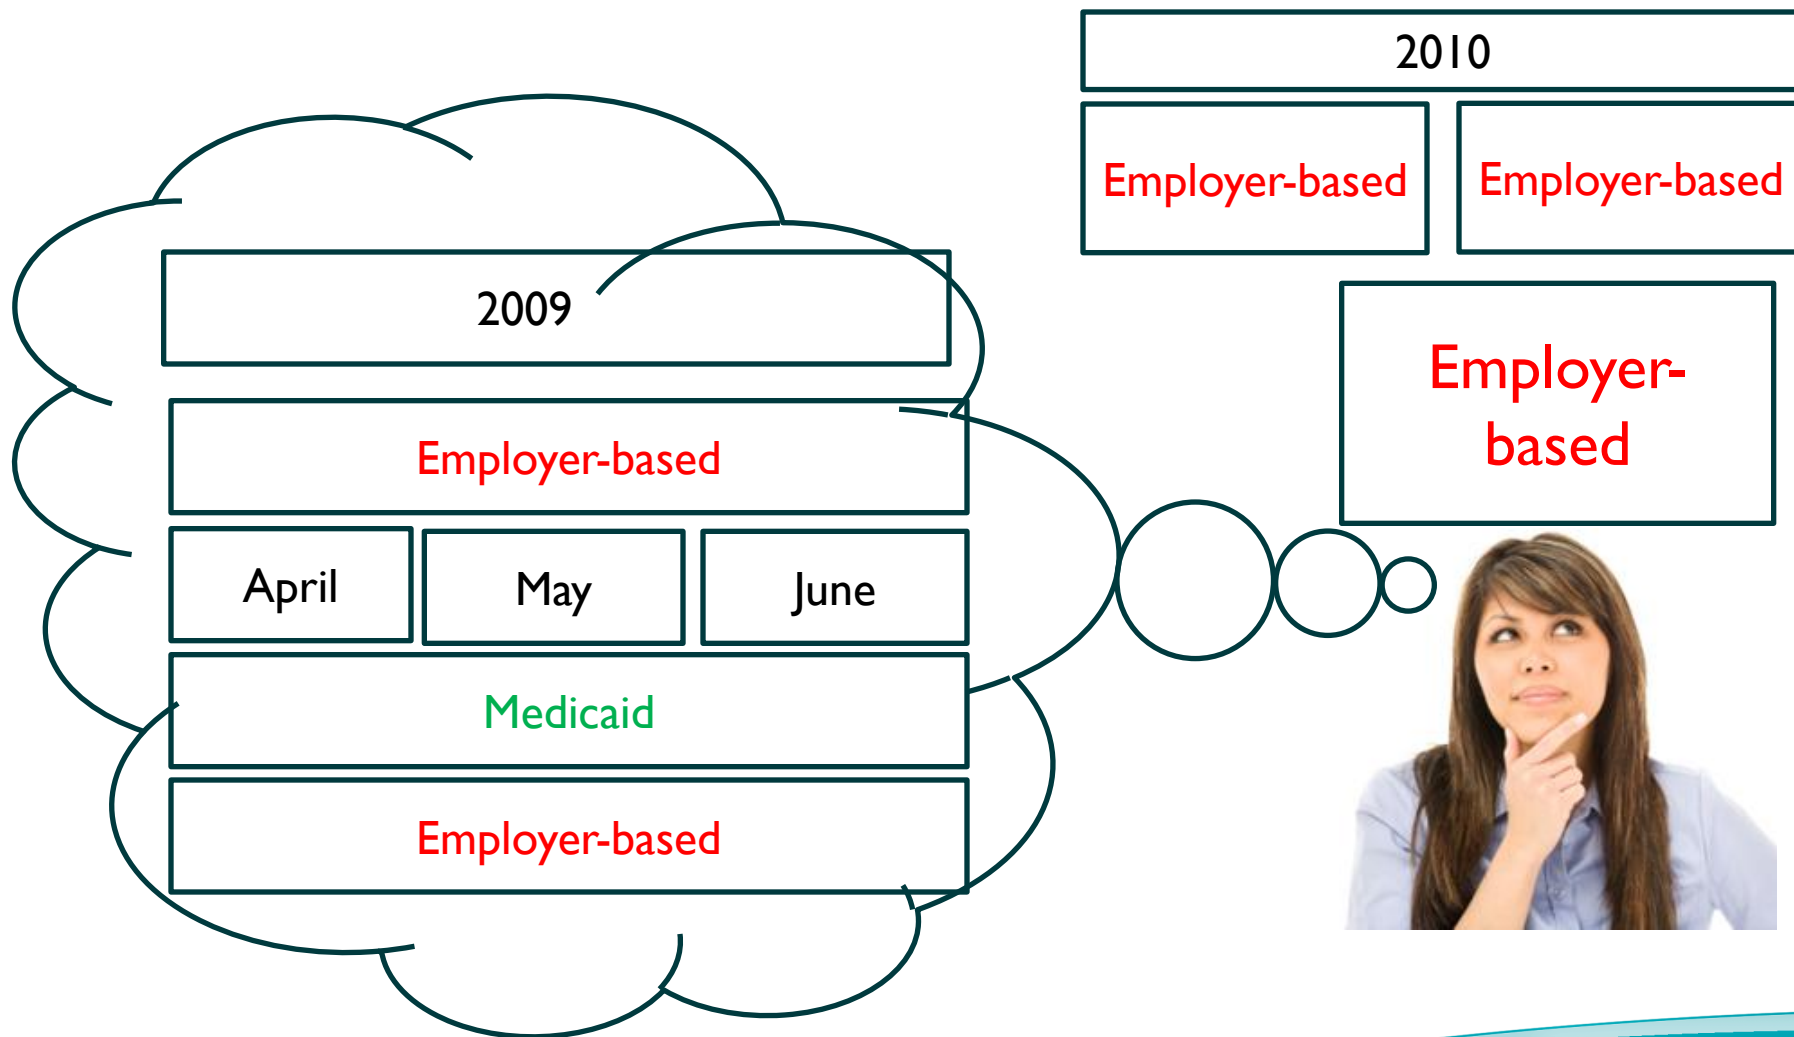 2010
Employer-based Employer-based
2009
Employer-
based
Employer-based
April May June
Medicaid
Employer-based